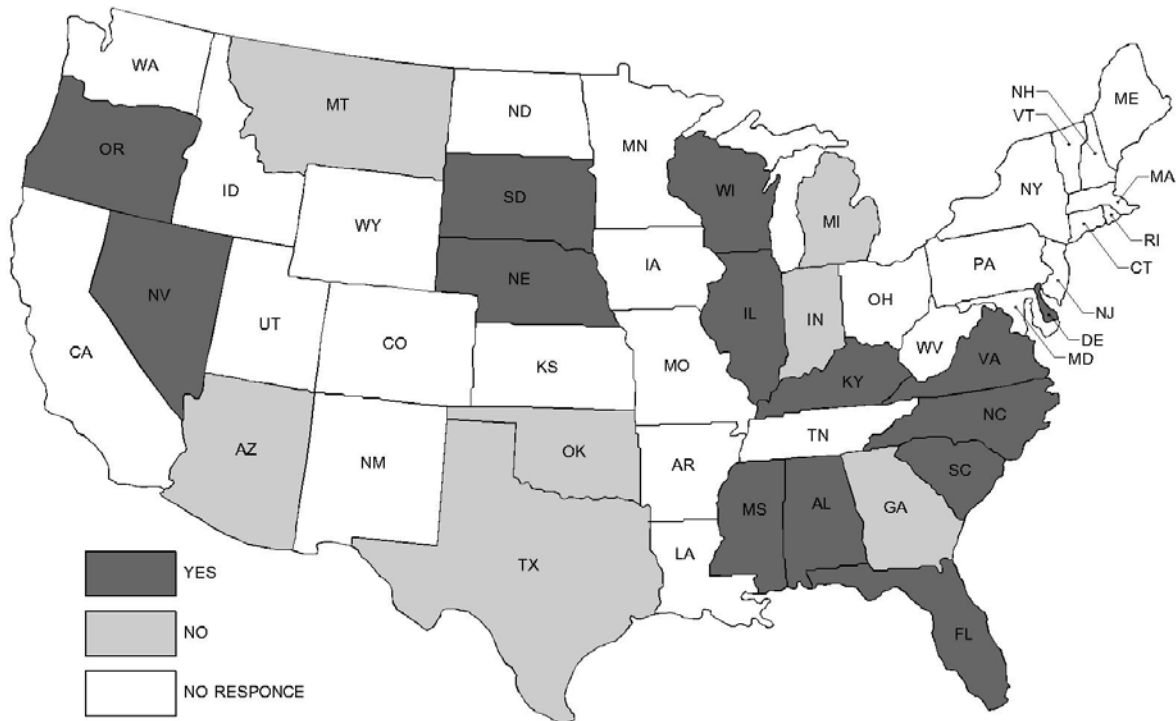 WA
MT
ND
MN
ME
NH
VT
OR
ID
SD
WI
MI
NY
MA
WY
RI
NE
IA
PA
CT
NV
UT
CO
IL
IN
OH
NJ
DE
MD
CA
KS
MO
WV
VA
KY
NC
AZ
NM
OK
AR
TN
SC
MS
AL
GA
TX
LA
FL
YES
NO
NO RESPONCE